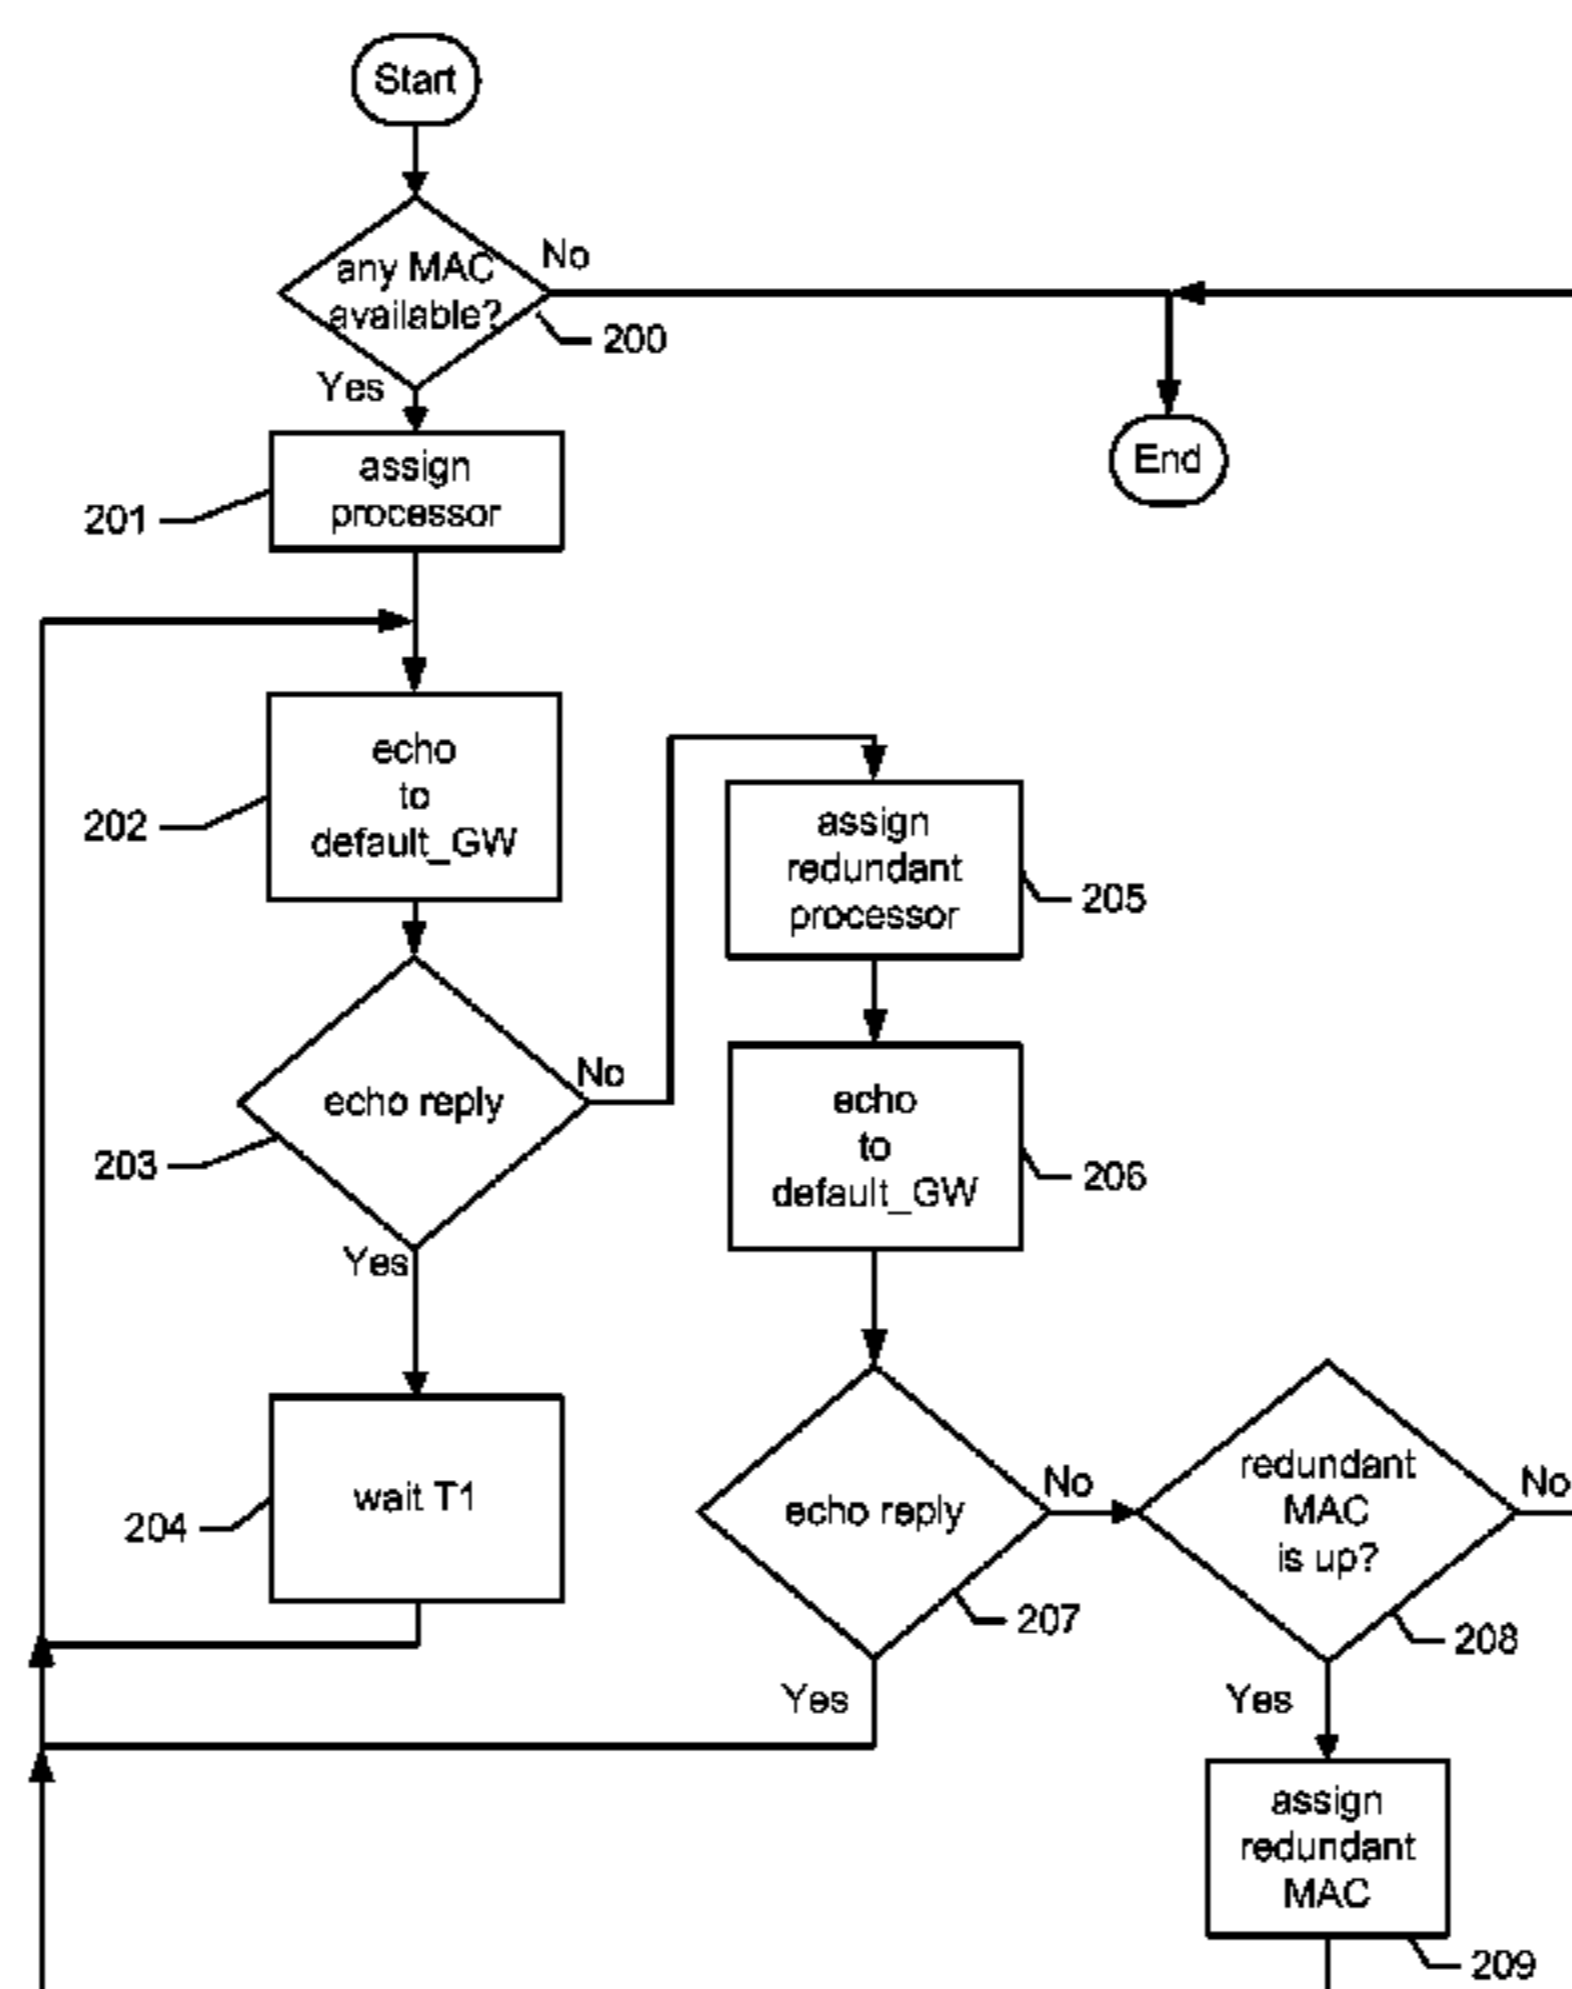 Start
any MAC
available?
No
200
Yes
assign
processor
201
End
echo
to
default_GW
202
assign
redundant
processor
205
echo reply
No
203
Yes
echo
to
default_GW
206
wait T1
204
echo reply
No
207
Yes
redundant
MAC
is up?
No
208
Yes
assign
redundant
MAC
209